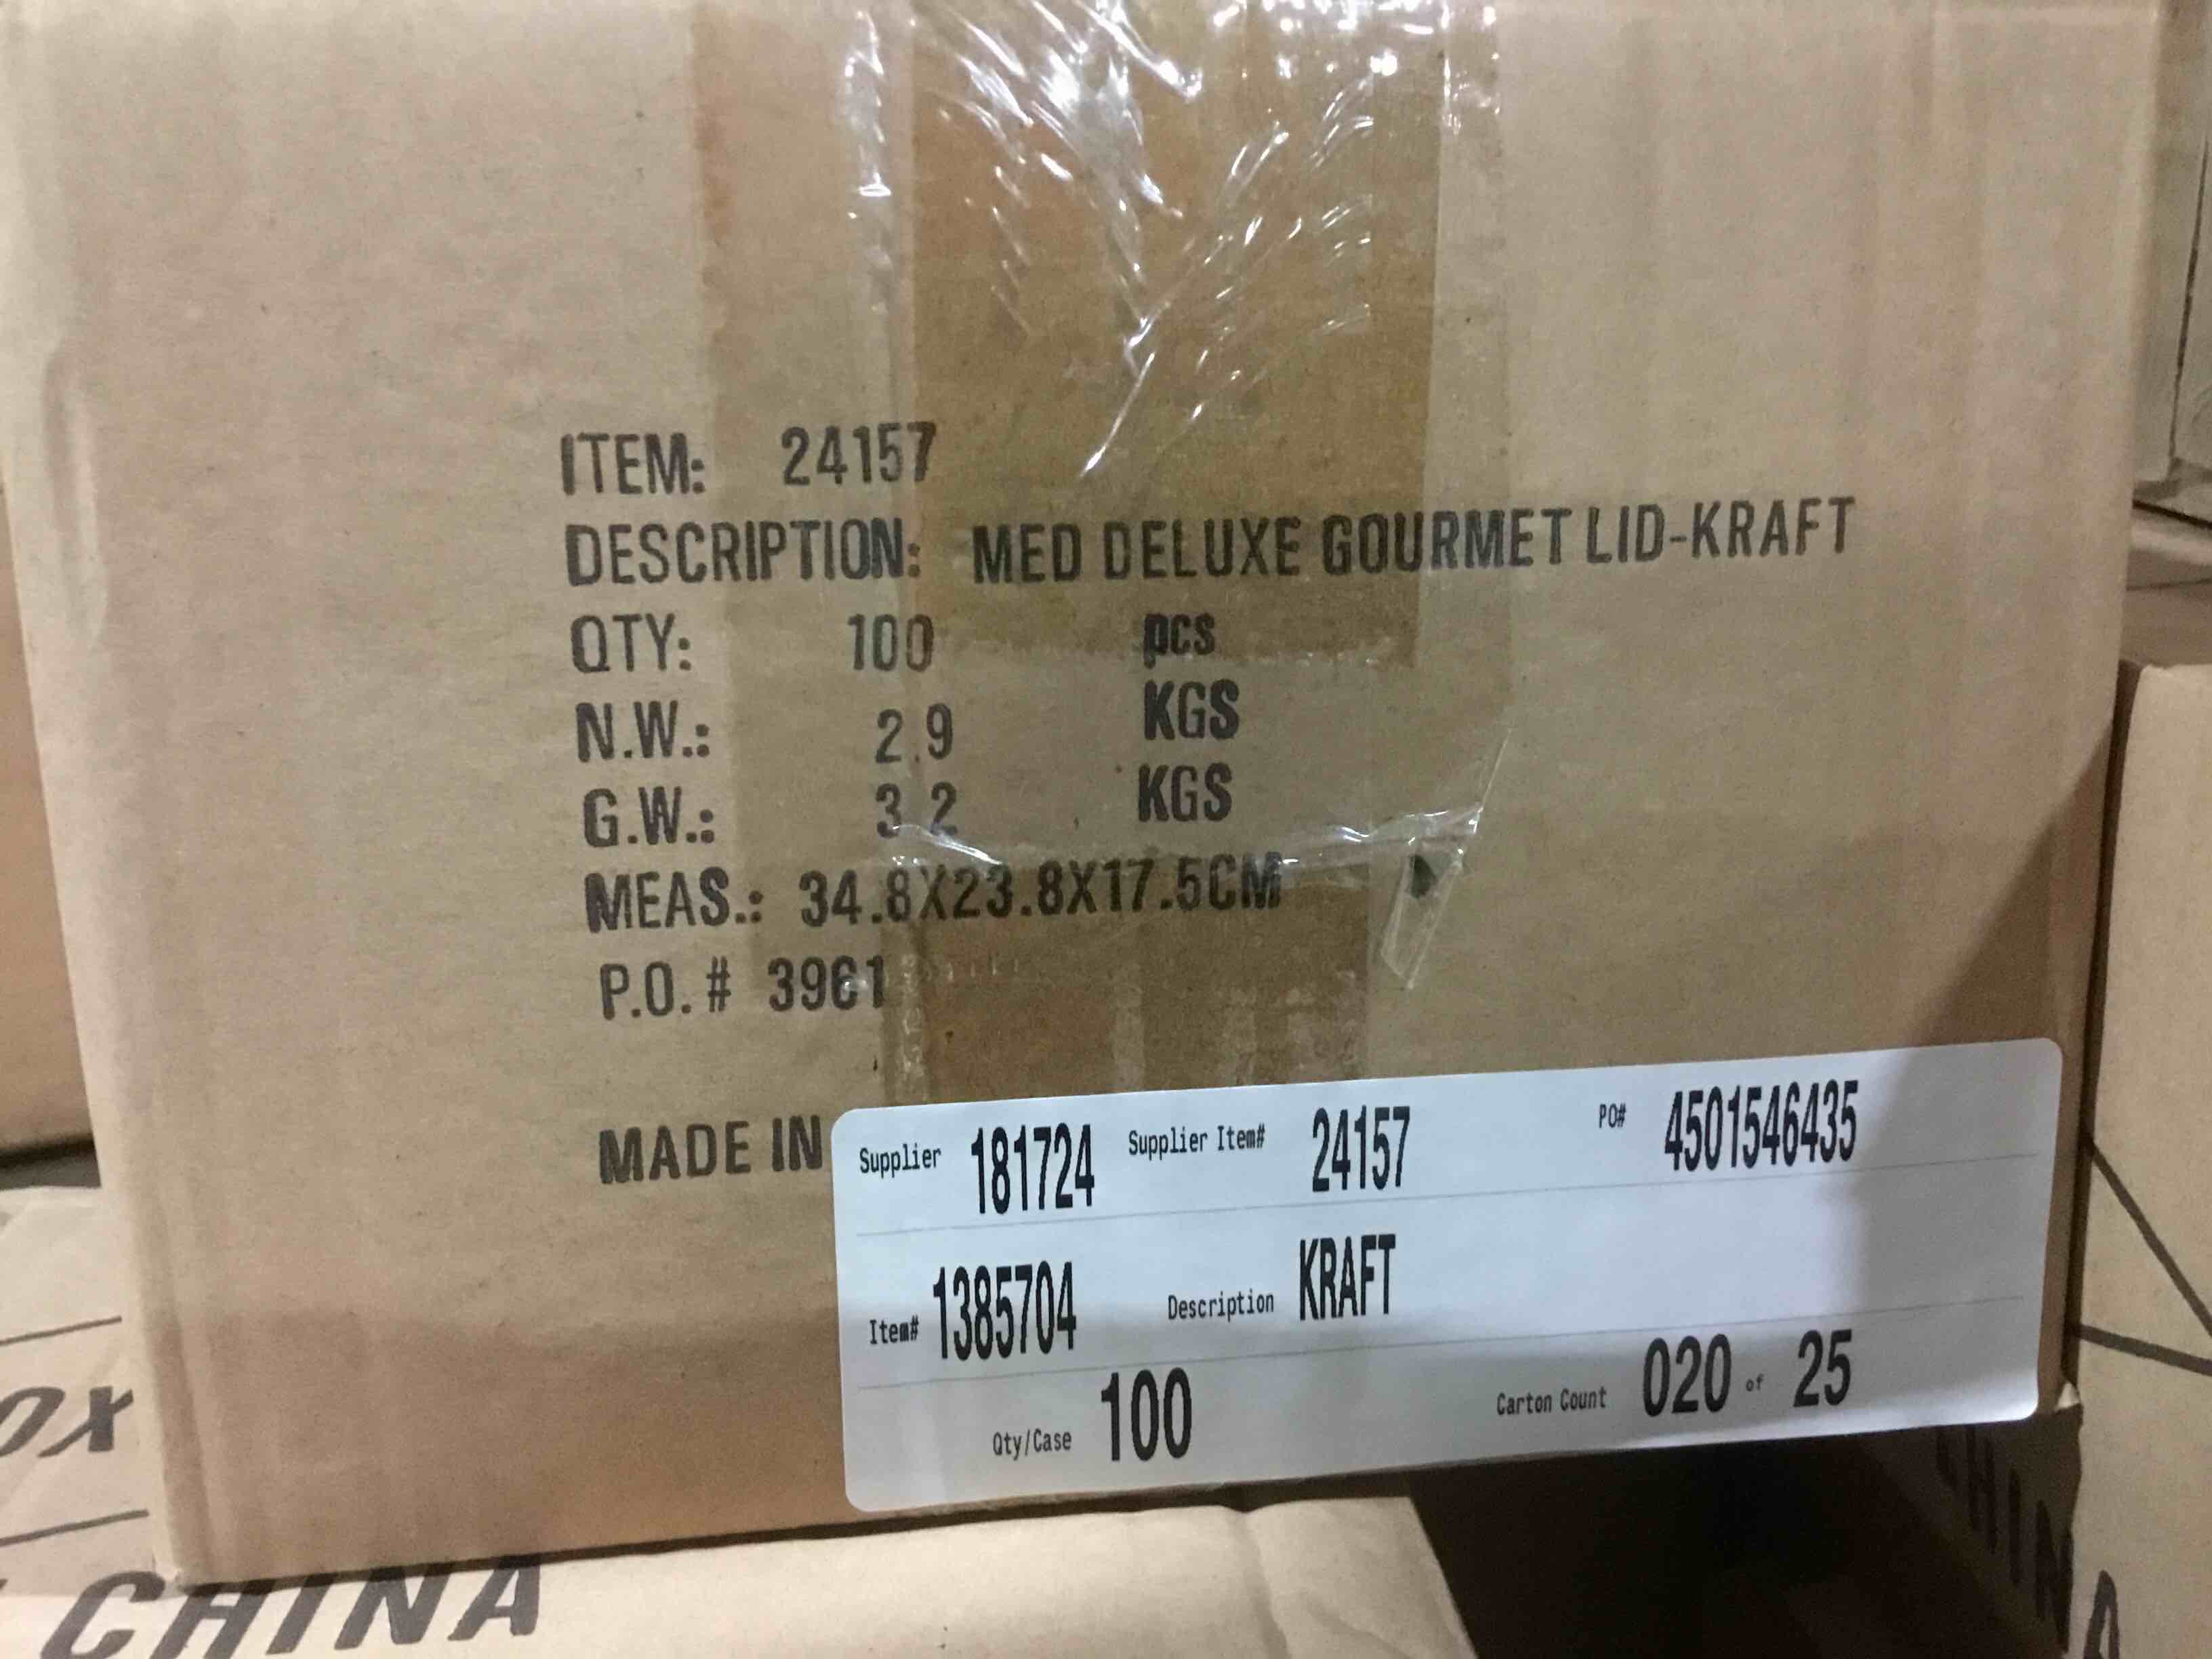 ITEM: 24157
DESCRIPTION: MED DELUXE GOURMET LID-KRAFT
QTY: 100 pcs
N.W.: 2.9 KGS
G.W.: 3.2 KGS
MEAS.: 34.8X23.8X17.5CM
P.O. # 3961
MADE IN
Supplier 181724 Supplier Item# 24157 PO# 4501546435
Item# 1385704 Description KRAFT
Qty/Case 100 Carton Count 020 of 25
OX
CHINA
CHINA